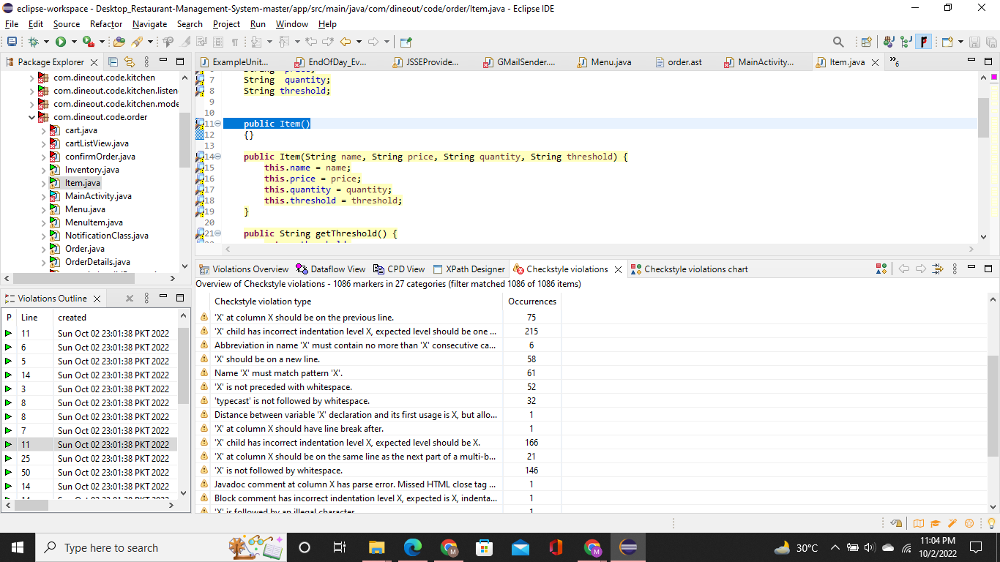 eclipse-workspace - Desktop_Restaurant-Management-System-master/app/src/main/java/com/dineout/code/order/Item.java - Eclipse IDE
File Edit Source Refactor Navigate Search Project Run Window Help
Package Explorer
ExampleUnit... EndOfDay_Ev... JSSEProvide... GMailSender.... Menu.java order.ast MainActivity.... Item.java »6
com.dineout.code.kitchen
com.dineout.code.kitchen.listen
com.dineout.code.kitchen.mode
com.dineout.code.order
cart.java
cartListView.java
confirmOrder.java
Inventory.java
Item.java
MainActivity.java
Menu.java
MenuItem.java
NotificationClass.java
Order.java
OrderDetails.java
7 String quantity;
8 String threshold;
9
10
11 public Item()
12 {}
13
14 public Item(String name, String price, String quantity, String threshold) {
15 this.name = name;
16 this.price = price;
17 this.quantity = quantity;
18 this.threshold = threshold;
19 }
20
21 public String getThreshold() {
Violations Outline
P Line created
11 Sun Oct 02 23:01:38 PKT 2022
6 Sun Oct 02 23:01:38 PKT 2022
5 Sun Oct 02 23:01:38 PKT 2022
14 Sun Oct 02 23:01:38 PKT 2022
3 Sun Oct 02 23:01:38 PKT 2022
8 Sun Oct 02 23:01:38 PKT 2022
8 Sun Oct 02 23:01:38 PKT 2022
7 Sun Oct 02 23:01:38 PKT 2022
11 Sun Oct 02 23:01:38 PKT 2022
25 Sun Oct 02 23:01:38 PKT 2022
50 Sun Oct 02 23:01:38 PKT 2022
14 Sun Oct 02 23:01:38 PKT 2022
Violations Overview Dataflow View CPD View XPath Designer Checkstyle violations Checkstyle violations chart
Overview of Checkstyle violations - 1086 markers in 27 categories (filter matched 1086 of 1086 items)
Checkstyle violation type Occurrences
'X' at column X should be on the previous line. 75
'X' child has incorrect indentation level X, expected level should be one ... 215
Abbreviation in name 'X' must contain no more than 'X' consecutive ca... 6
'X' should be on a new line. 58
Name 'X' must match pattern 'X'. 61
'X' is not preceded with whitespace. 52
'typecast' is not followed by whitespace. 32
Distance between variable 'X' declaration and its first usage is X, but allo... 1
'X' at column X should have line break after. 1
'X' child has incorrect indentation level X, expected level should be X. 166
'X' at column X should be on the same line as the next part of a multi-b... 21
'X' is not followed by whitespace. 146
Javadoc comment at column X has parse error. Missed HTML close tag ... 1
Block comment has incorrect indentation level X, expected is X, indenta... 1
'X' is followed by an illegal character. 1
Type here to search
30°C
11:04 PM
10/2/2022